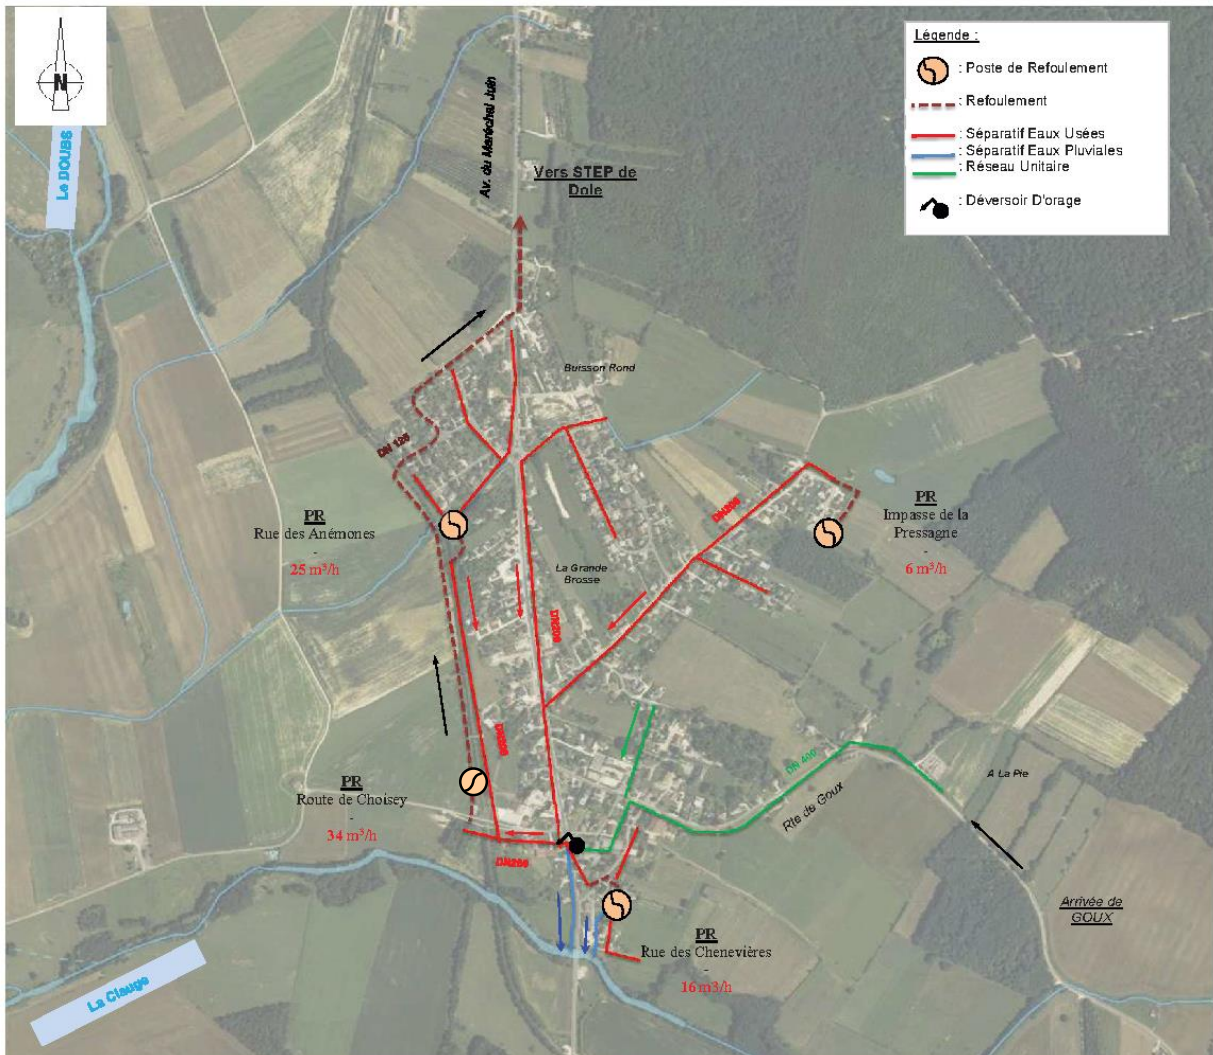 N
Le DOUBS
Av. du Maréchal Juin
Vers STEP de
Dole
Légende :
: Poste de Refoulement
: Refoulement
: Séparatif Eaux Usées
: Séparatif Eaux Pluviales
: Réseau Unitaire
: Déversoir D'orage
Buisson Rond
DN 125
PR
Rue des Anémones
-
25 m³/h
DN200
PR
Impasse de la
Pressagne
-
6 m³/h
La Grande
Brosse
DN200
DN200
PR
Route de Choisey
-
34 m³/h
DN 400
A La Pie
Rte de Goux
DN200
Arrivée de
GOUX
PR
Rue des Chenevières
-
16 m3/h
La Clauge